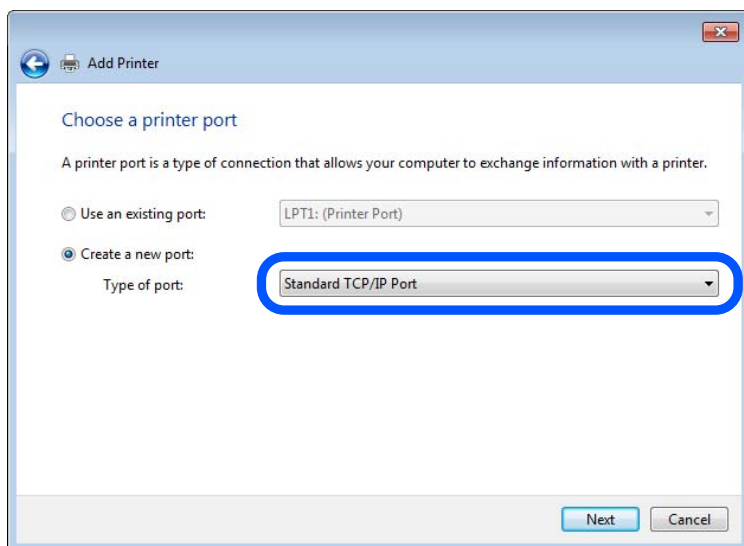 Add Printer
Choose a printer port
A printer port is a type of connection that allows your computer to exchange information with a printer.
Use an existing port: LPT1: (Printer Port)
Create a new port:
Type of port: Standard TCP/IP Port
Next Cancel